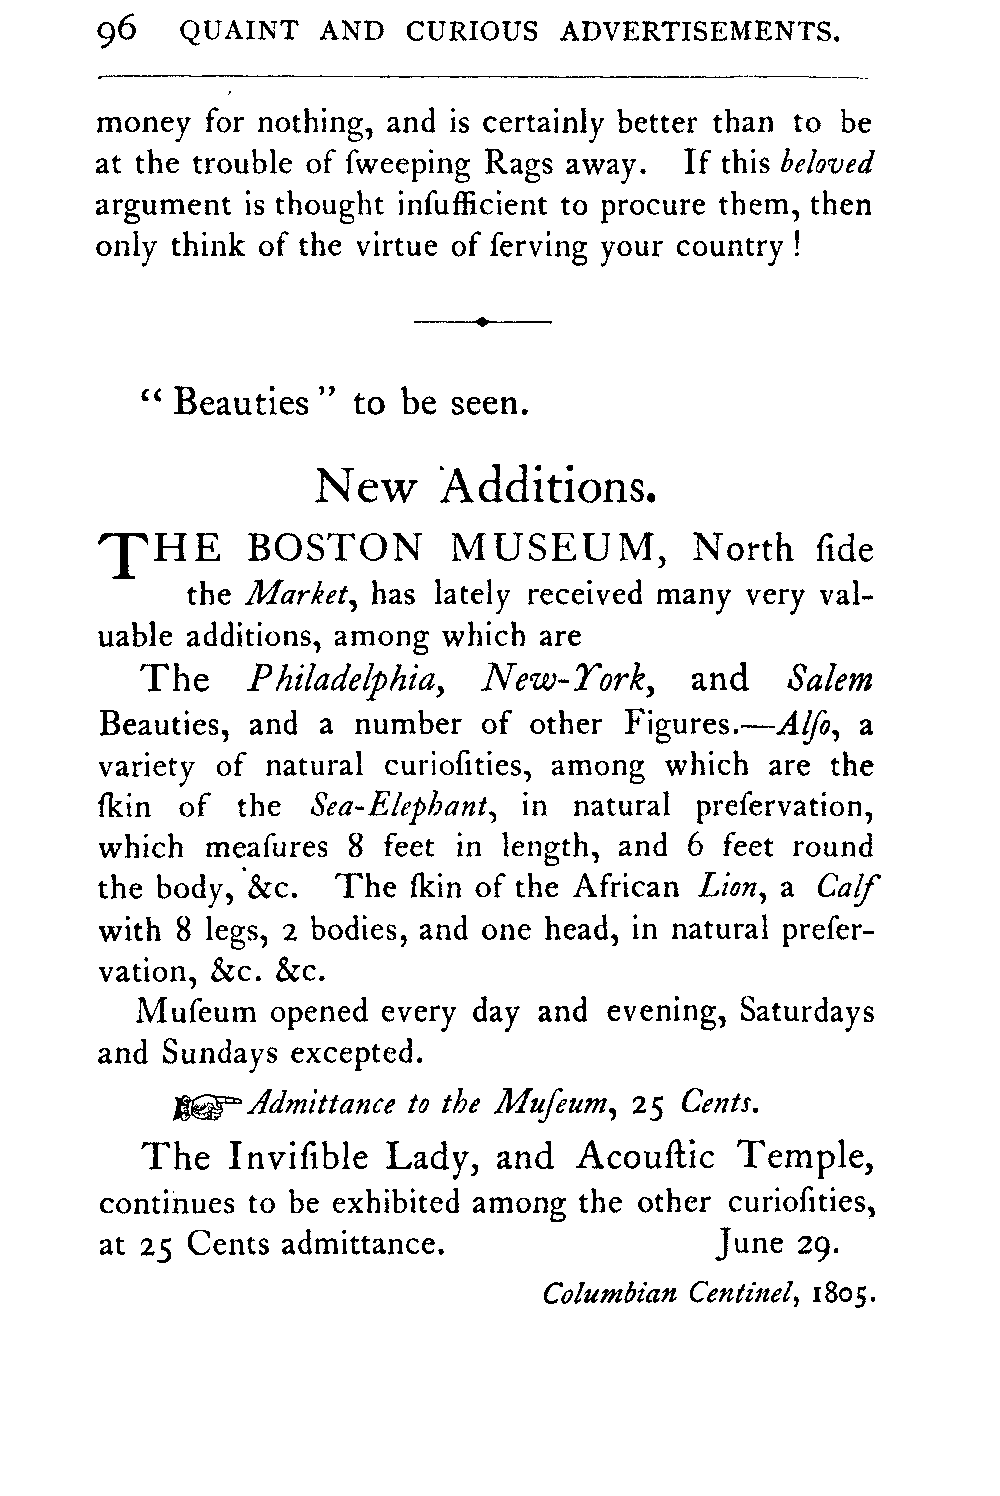 96 QUAINT AND CURIOUS ADVERTISEMENTS.
money for nothing, and is certainly better than to be
at the trouble of ſweeping Rags away. If this beloved
argument is thought inſufficient to procure them, then
only think of the virtue of ſerving your country !
“ Beauties ” to be seen.
New Additions.
THE BOSTON MUSEUM, North ſide
the Market, has lately received many very val-
uable additions, among which are
The Philadelphia, New-York, and Salem
Beauties, and a number of other Figures.—Alſo, a
variety of natural curioſities, among which are the
ſkin of the Sea-Elephant, in natural preſervation,
which meaſures 8 feet in length, and 6 feet round
the body, &c. The ſkin of the African Lion, a Calf
with 8 legs, 2 bodies, and one head, in natural preſer-
vation, &c. &c.
Muſeum opened every day and evening, Saturdays
and Sundays excepted.
☞ Admittance to the Muſeum, 25 Cents.
The Inviſible Lady, and Acouſtic Temple,
continues to be exhibited among the other curioſities,
at 25 Cents admittance. June 29.
Columbian Centinel, 1805.